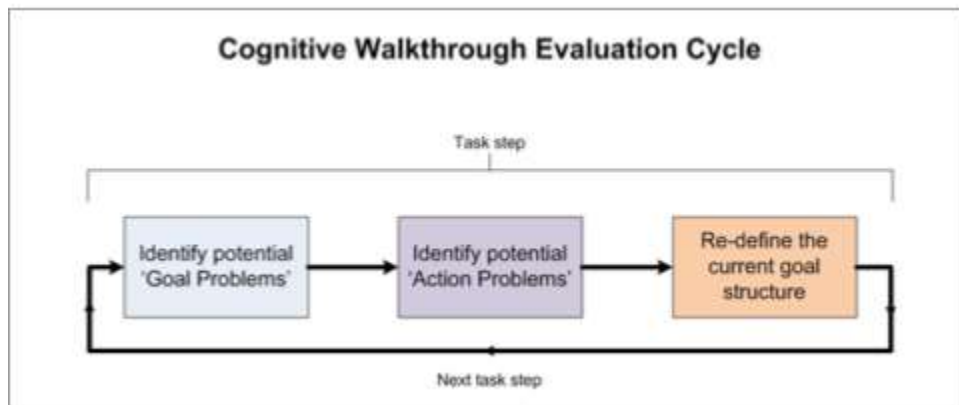 Cognitive Walkthrough Evaluation Cycle
Task step
Identify potential
'Goal Problems'
Identify potential
'Action Problems'
Re-define the
current goal
structure
Next task step